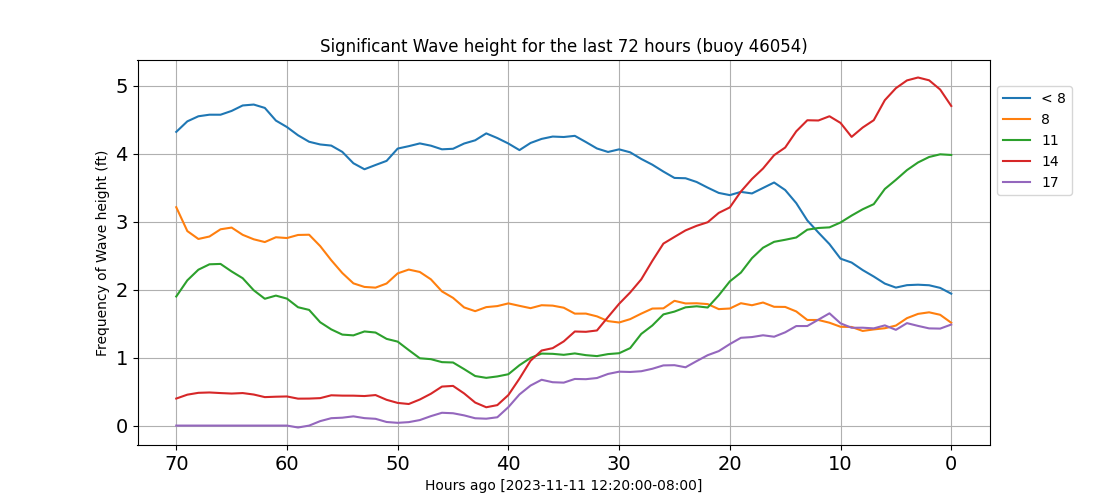 Significant Wave height for the last 72 hours (buoy 46054)
Frequency of Wave height (ft)
5
4
3
2
1
0
70 60 50 40 30 20 10 0
Hours ago [2023-11-11 12:20:00-08:00]
< 8
8
11
14
17